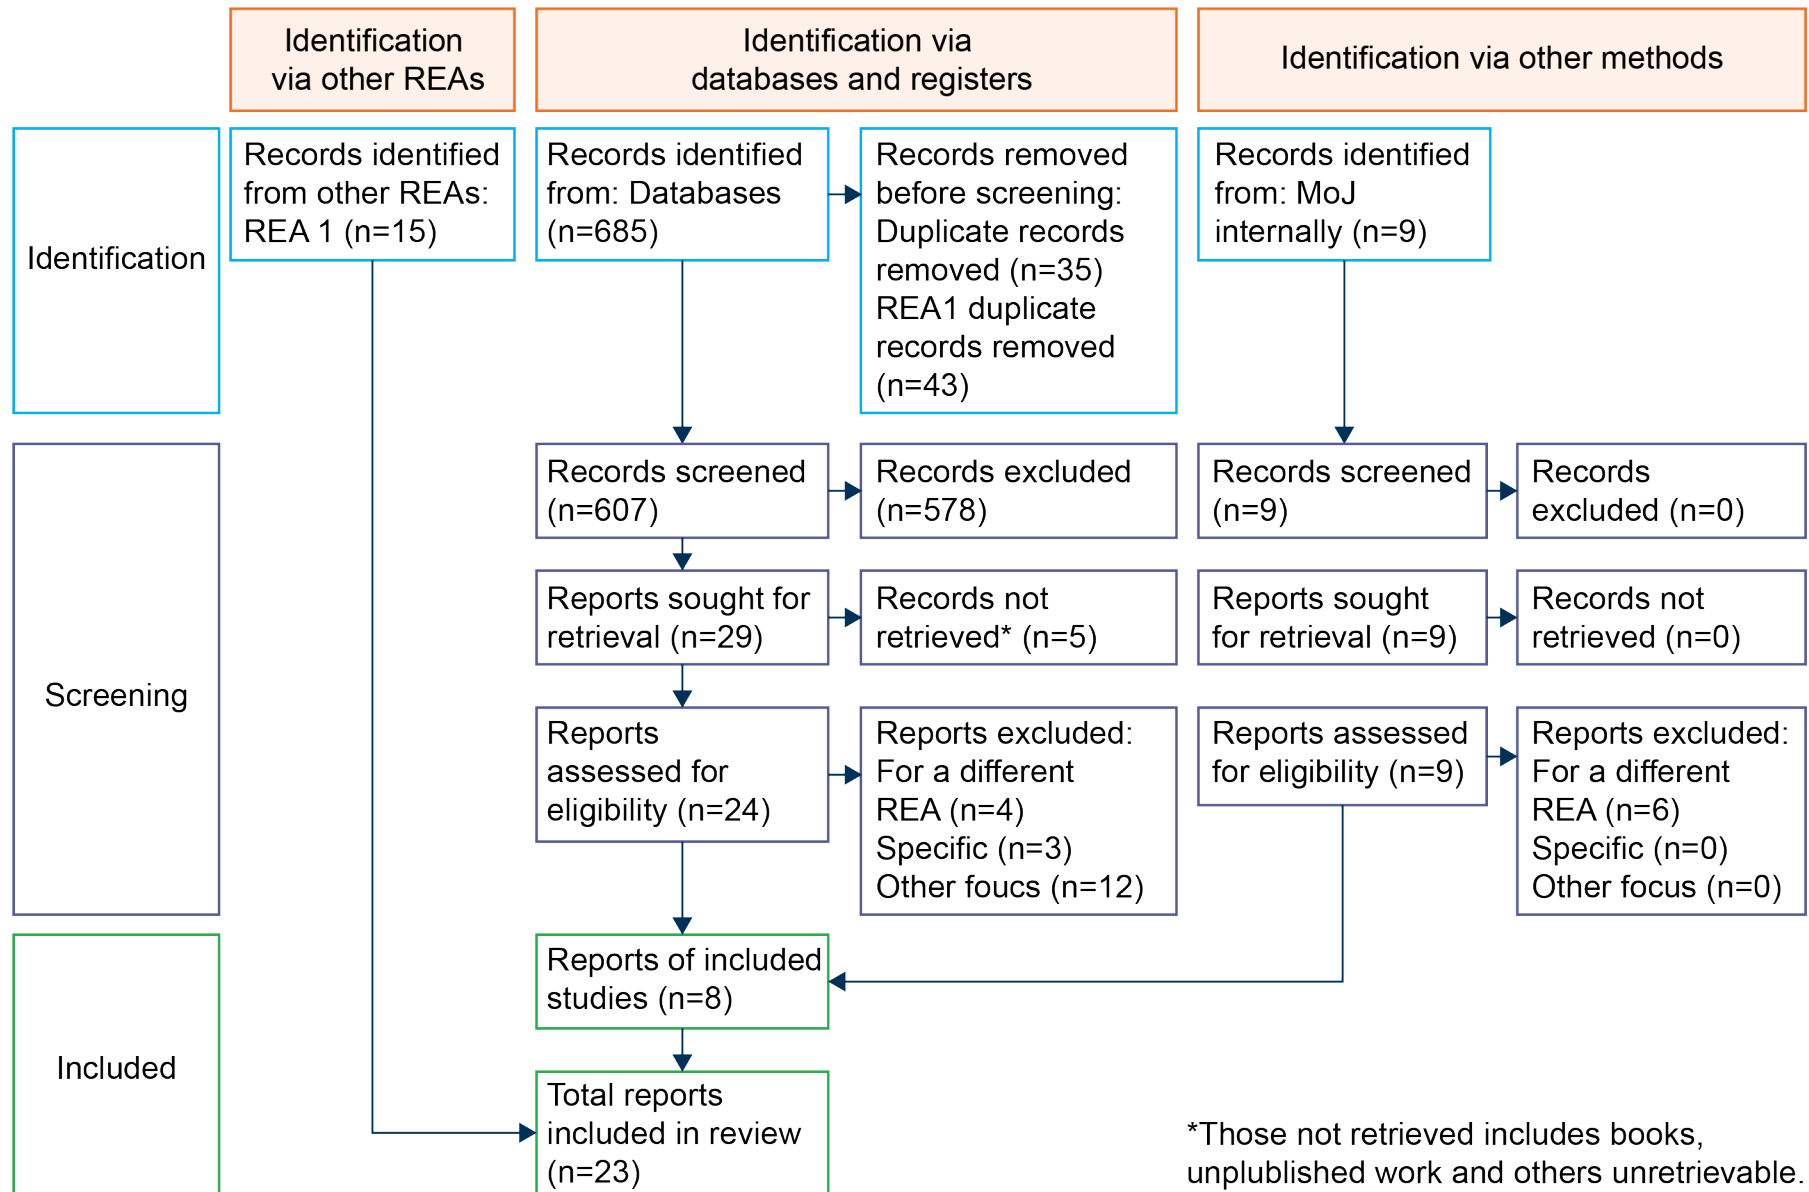 Identification
via other REAs
Identification via
databases and registers
Identification via other methods
Identification
Records identified
from other REAs:
REA 1 (n=15)
Records identified
from: Databases
(n=685)
Records removed
before screening:
Duplicate records
removed (n=35)
REA1 duplicate
records removed
(n=43)
Records identified
from: MoJ
internally (n=9)
Screening
Records screened
(n=607)
Records excluded
(n=578)
Records screened
(n=9)
Records
excluded (n=0)
Reports sought for
retrieval (n=29)
Records not
retrieved* (n=5)
Reports sought
for retrieval (n=9)
Records not
retrieved (n=0)
Reports
assessed for
eligibility (n=24)
Reports excluded:
For a different
REA (n=4)
Specific (n=3)
Other foucs (n=12)
Reports assessed
for eligibility (n=9)
Reports excluded:
For a different
REA (n=6)
Specific (n=0)
Other focus (n=0)
Included
Reports of included
studies (n=8)
Total reports
included in review
(n=23)
*Those not retrieved includes books,
unplublished work and others unretrievable.